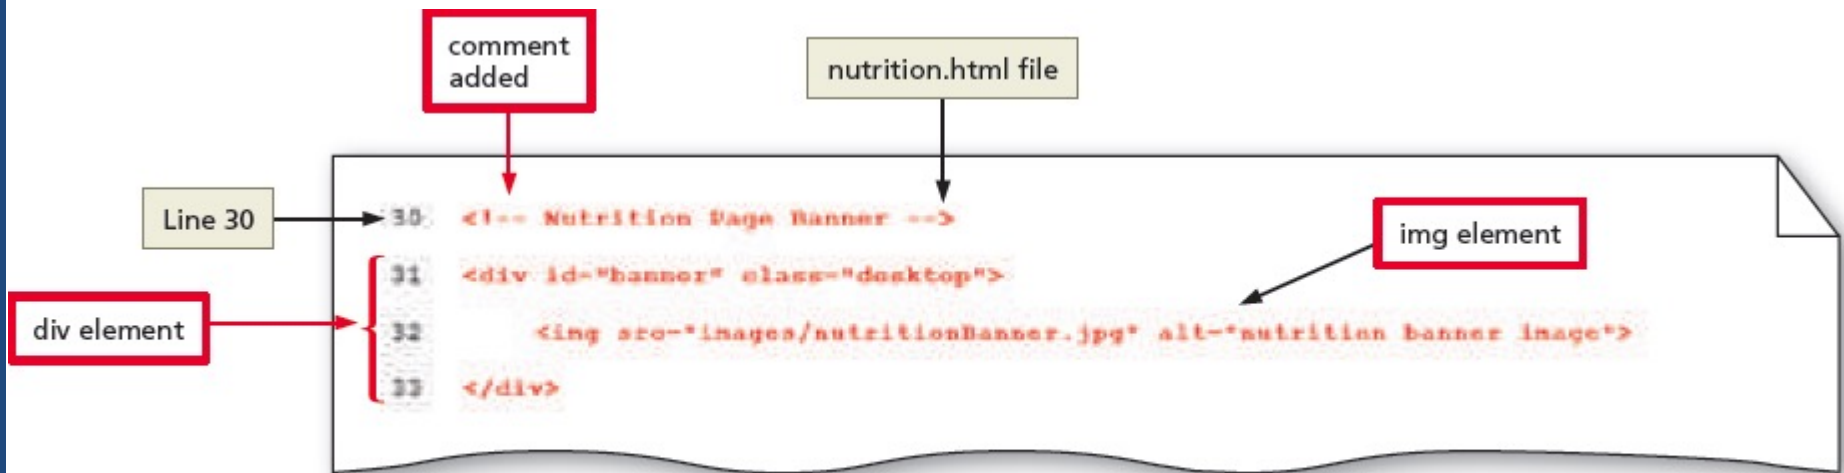 comment
added
nutrition.html file
Line 30
30 <!-- Nutrition Page Banner -->
img element
31 <div id="banner" class="desktop">
div element
32 <img src="images/nutritionBanner.jpg" alt="nutrition banner image">
33 </div>